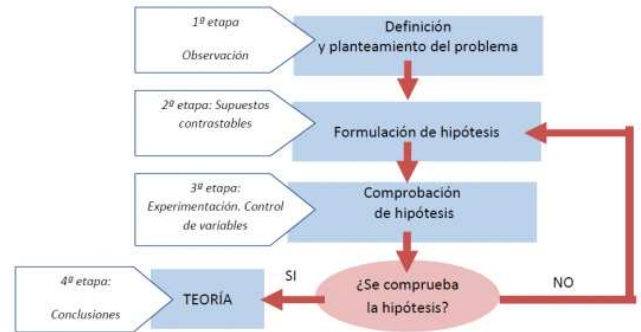 1ª etapa
Observación
Definición
y planteamiento del problema
2ª etapa: Supuestos
contrastables
Formulación de hipótesis
3ª etapa:
Experimentación. Control
de variables
Comprobación
de hipótesis
4ª etapa:
Conclusiones
TEORÍA
SI
¿Se comprueba
la hipótesis?
NO